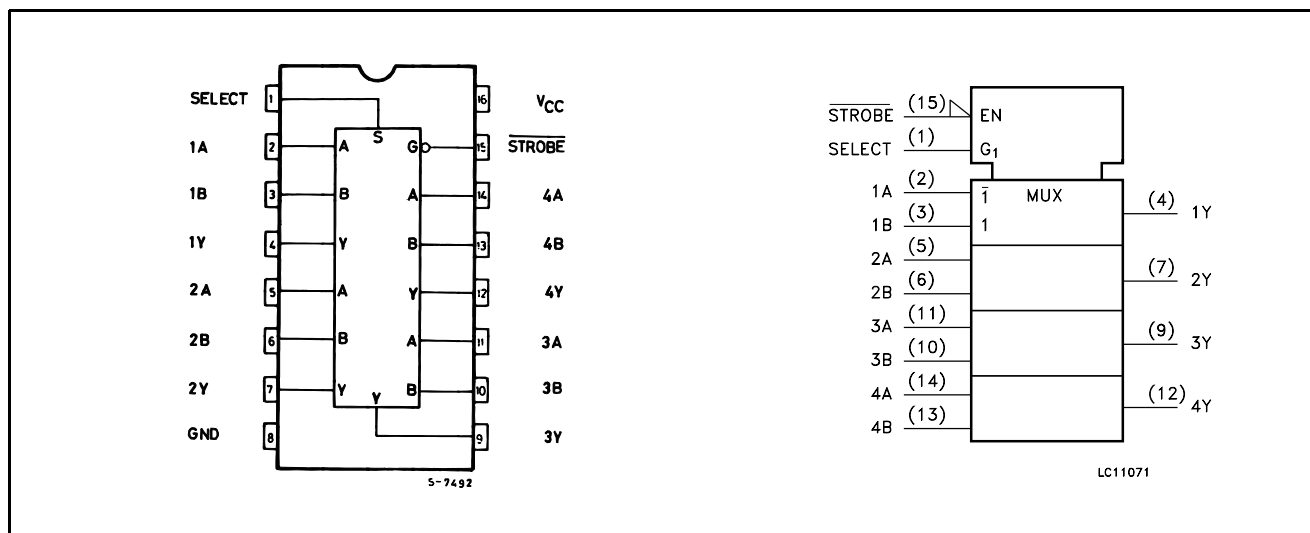 SELECT 1 16 VCC
S
1A 2 A G 15 STROBE
1B 3 B A 14 4A
1Y 4 Y B 13 4B
2A 5 A Y 12 4Y
2B 6 B A 11 3A
2Y 7 Y Y B 10 3B
GND 8 9 3Y
S-7492
STROBE (15) EN
SELECT (1) G1
MUX
1A (2) 1̅
1B (3) 1
(4) 1Y
2A (5)
2B (6)
(7) 2Y
3A (11)
3B (10)
(9) 3Y
4A (14)
4B (13)
(12) 4Y
LC11071